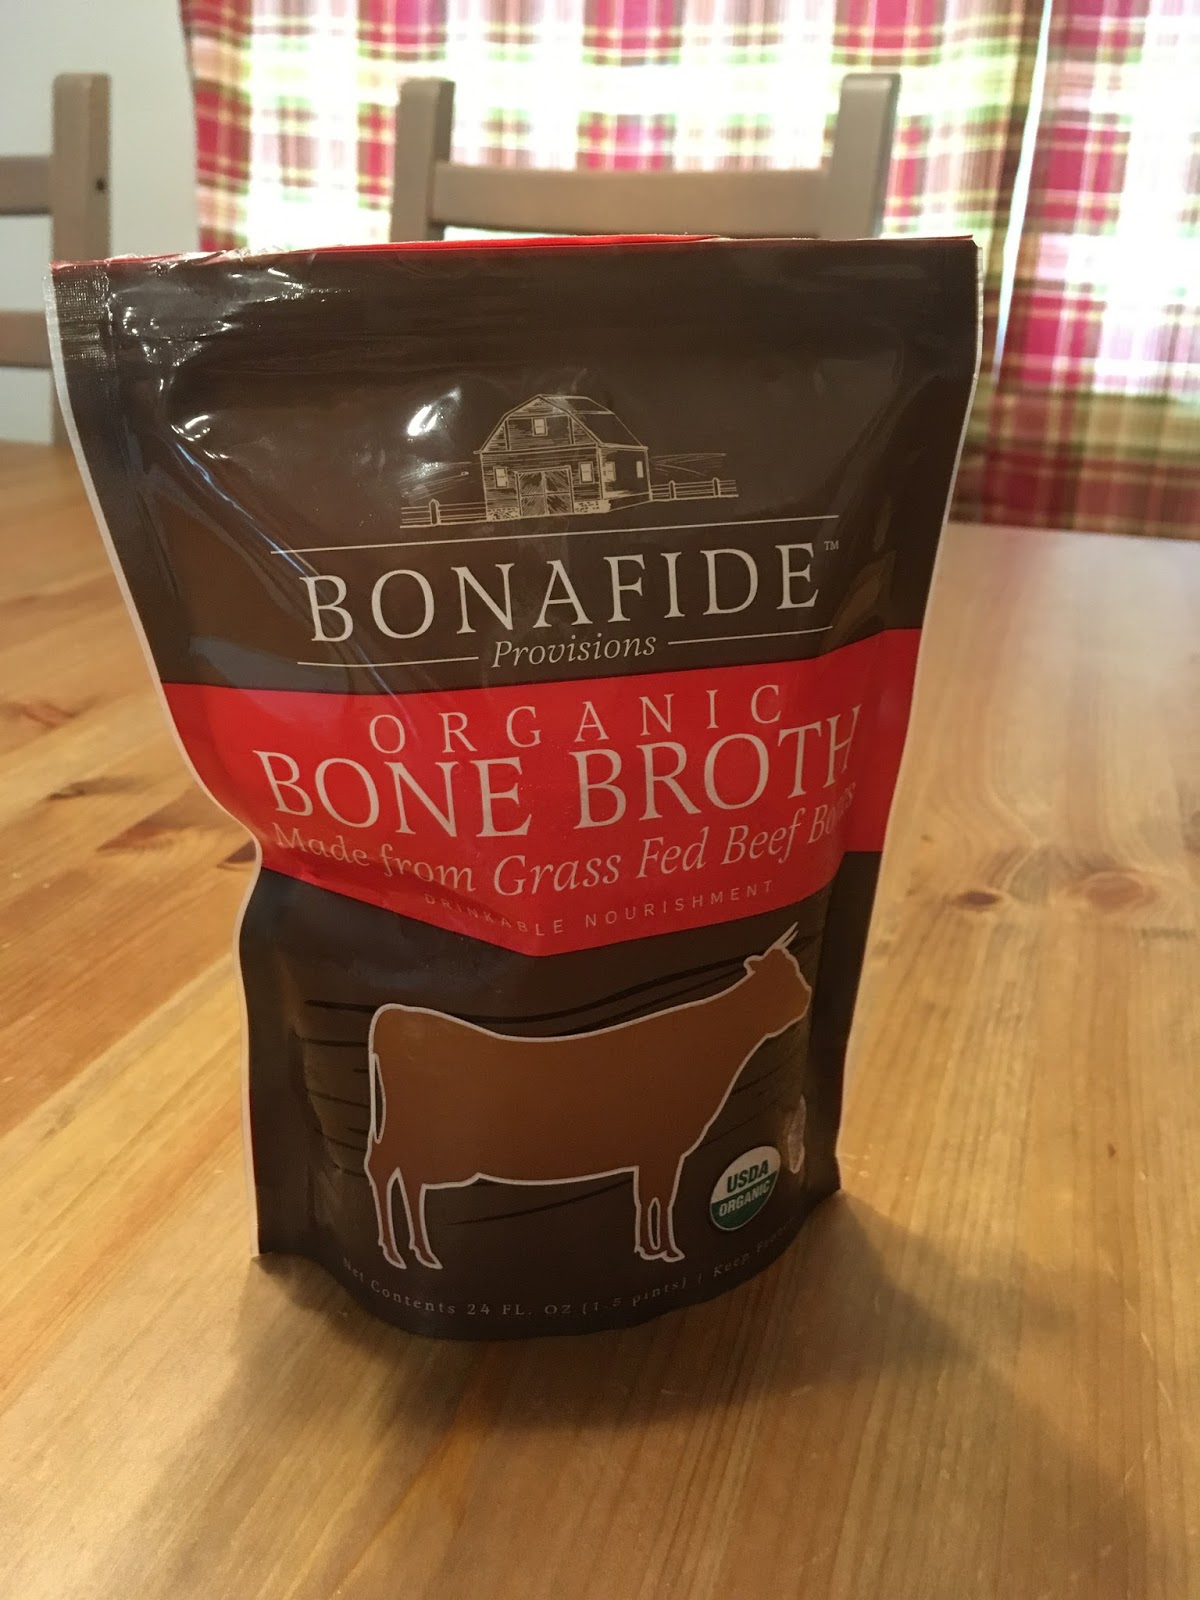 BONAFIDE™
Provisions
ORGANIC
BONE BROTH
Made from Grass Fed Beef
DRINKABLE NOURISHMENT
USDA
ORGANIC
Net Contents 24 FL. OZ (1.5 pints) | Keep